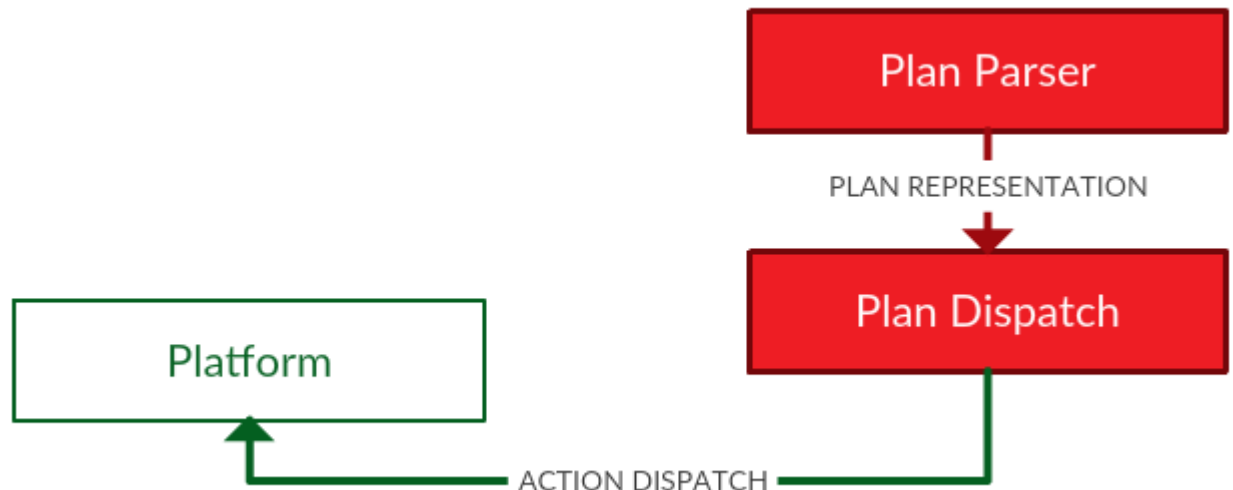 Plan Parser
PLAN REPRESENTATION
Plan Dispatch
Platform
ACTION DISPATCH